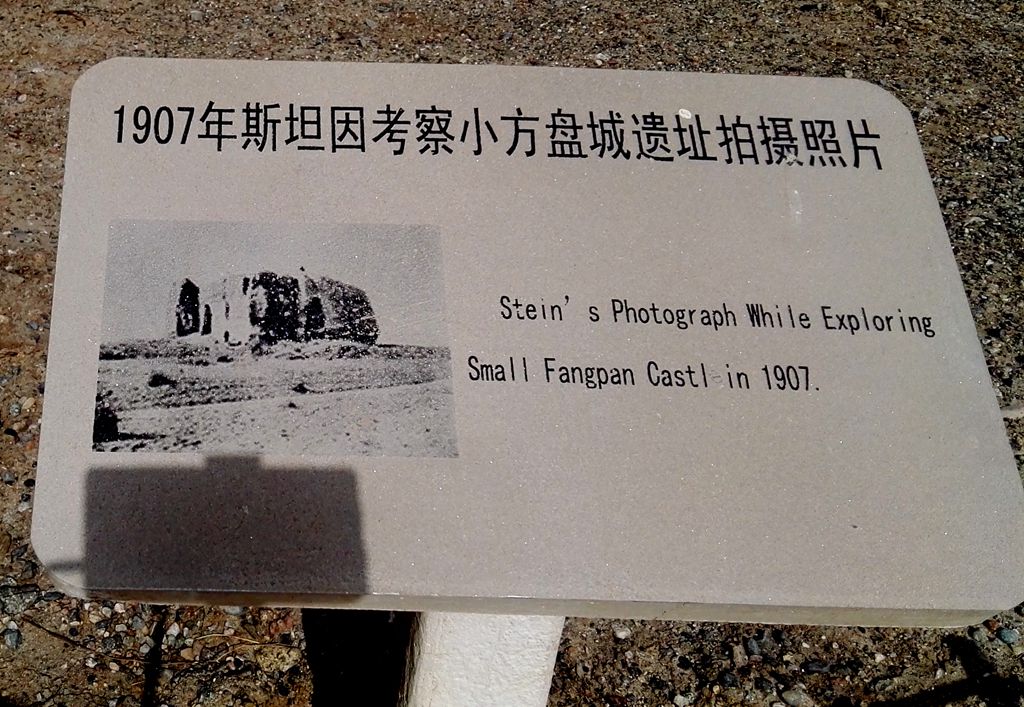 1907年斯坦因考察小方盘城遗址拍摄照片
Stein's Photograph While Exploring
Small Fangpan Castl in 1907.